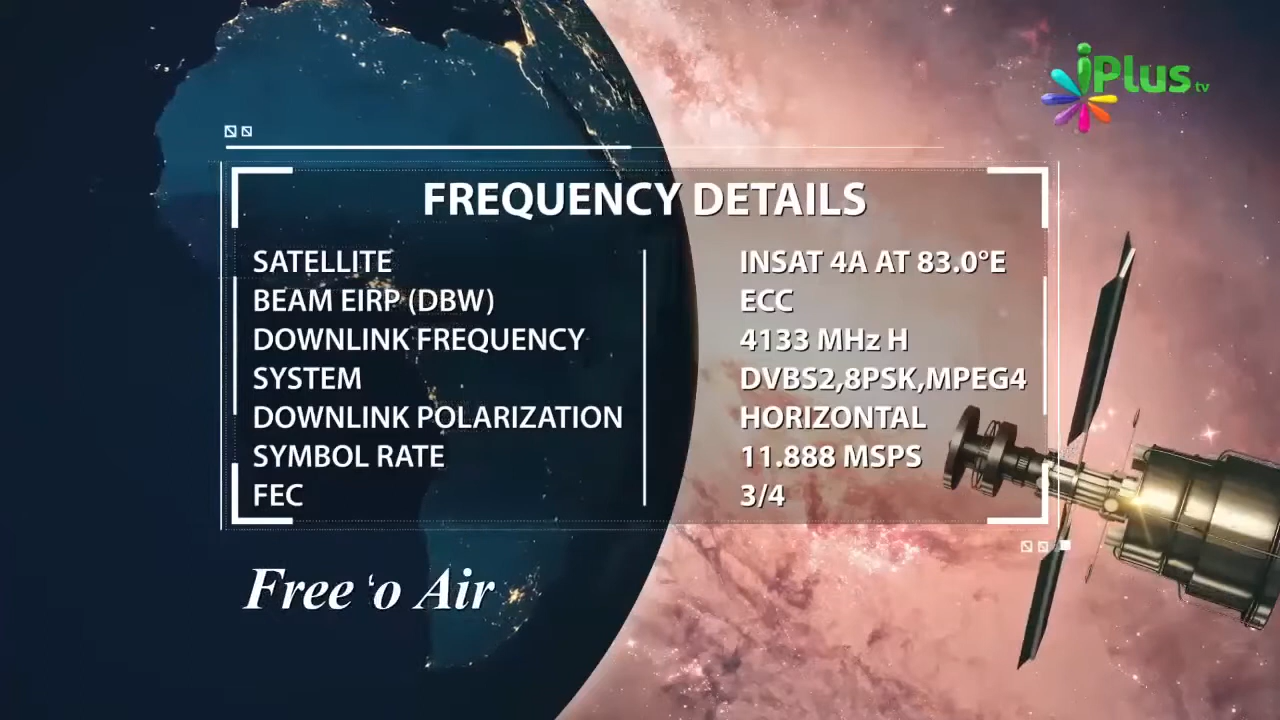 iPlus tv
FREQUENCY DETAILS
SATELLITE INSAT 4A AT 83.0°E
BEAM EIRP (DBW) ECC
DOWNLINK FREQUENCY 4133 MHz H
SYSTEM DVBS2,8PSK,MPEG4
DOWNLINK POLARIZATION HORIZONTAL
SYMBOL RATE 11.888 MSPS
FEC 3/4
Free 'o Air